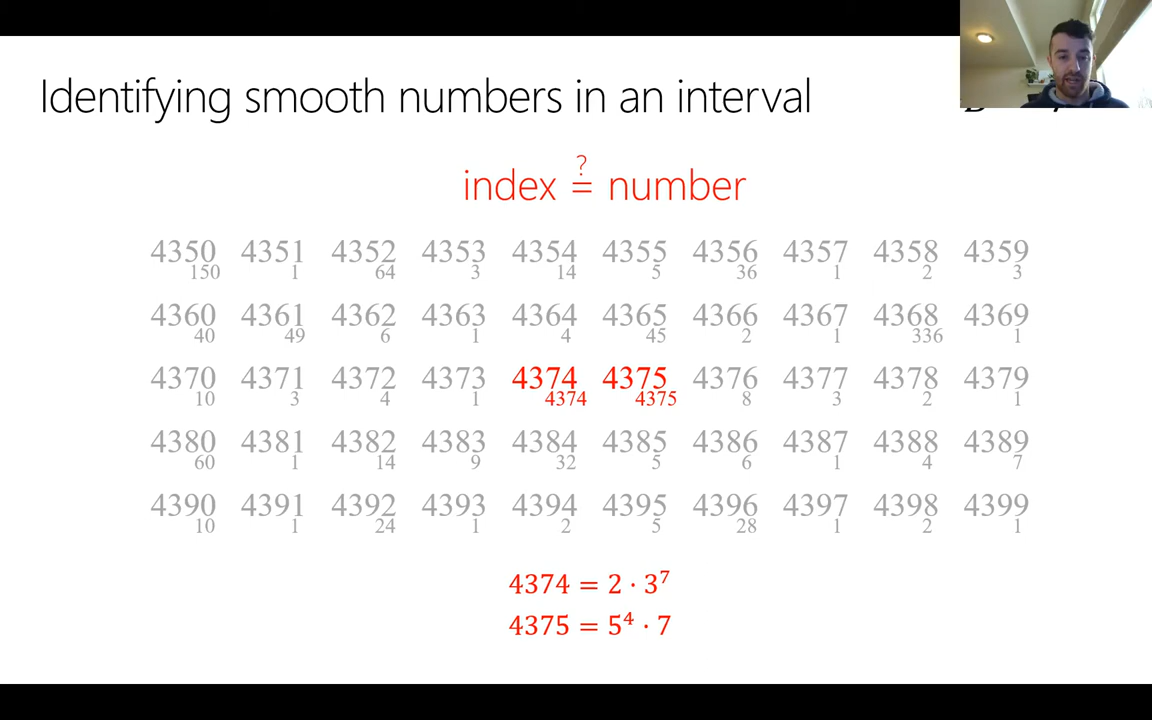 Identifying smooth numbers in an interval
index ≟ number
4350 4351 4352 4353 4354 4355 4356 4357 4358 4359
150 1 64 3 14 5 36 1 2 3
4360 4361 4362 4363 4364 4365 4366 4367 4368 4369
40 49 6 1 4 45 2 1 336 1
4370 4371 4372 4373 4374 4375 4376 4377 4378 4379
10 3 4 1 4374 4375 8 3 2 1
4380 4381 4382 4383 4384 4385 4386 4387 4388 4389
60 1 14 9 32 5 6 1 4 7
4390 4391 4392 4393 4394 4395 4396 4397 4398 4399
10 1 24 1 2 5 28 1 2 1
4374 = 2 · 3⁷
4375 = 5⁴ · 7